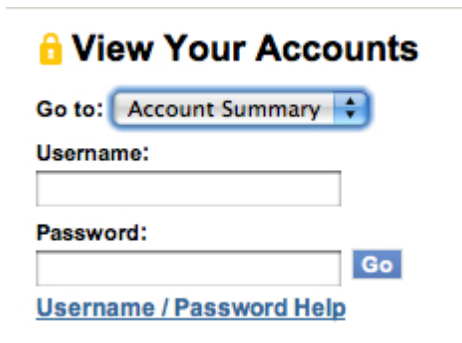 View Your Accounts
Go to: Account Summary
Username:
Password:
Go
Username / Password Help